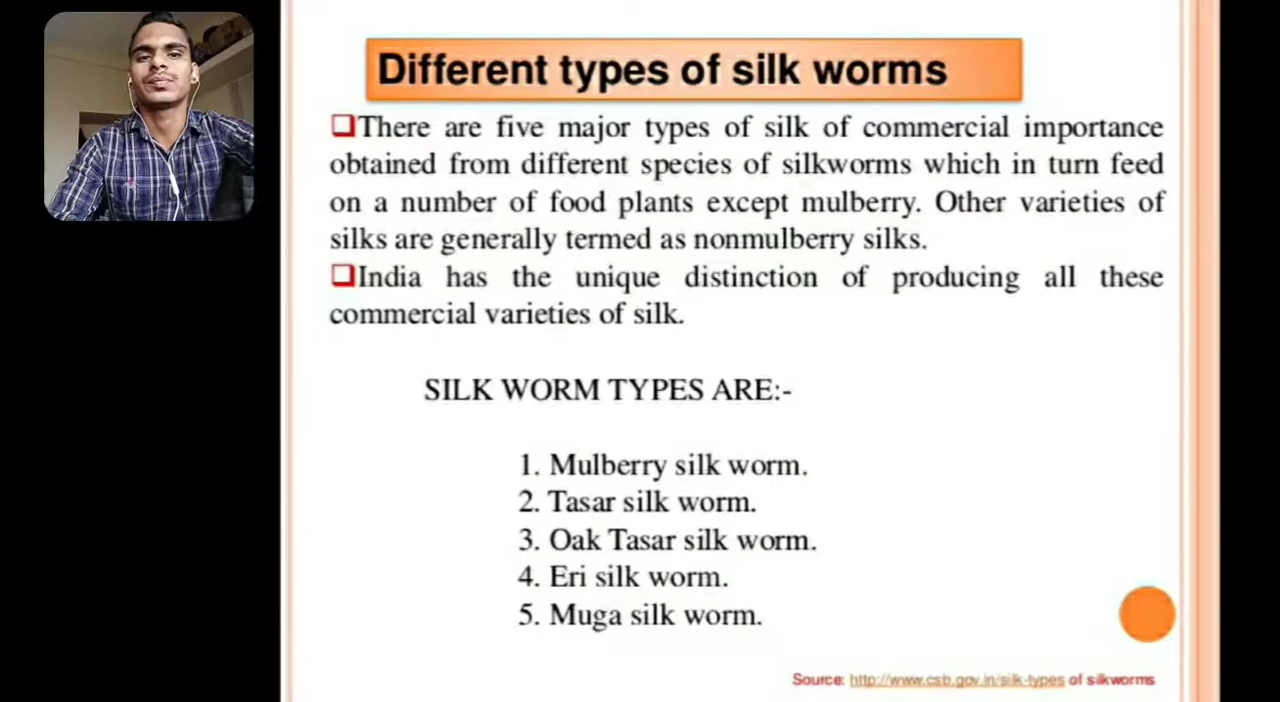 Different types of silk worms
There are five major types of silk of commercial importance
obtained from different species of silkworms which in turn feed
on a number of food plants except mulberry. Other varieties of
silks are generally termed as nonmulberry silks.
India has the unique distinction of producing all these
commercial varieties of silk.
SILK WORM TYPES ARE:-
1. Mulberry silk worm.
2. Tasar silk worm.
3. Oak Tasar silk worm.
4. Eri silk worm.
5. Muga silk worm.
Source: http://www.csb.gov.in/silk-types of silkworms